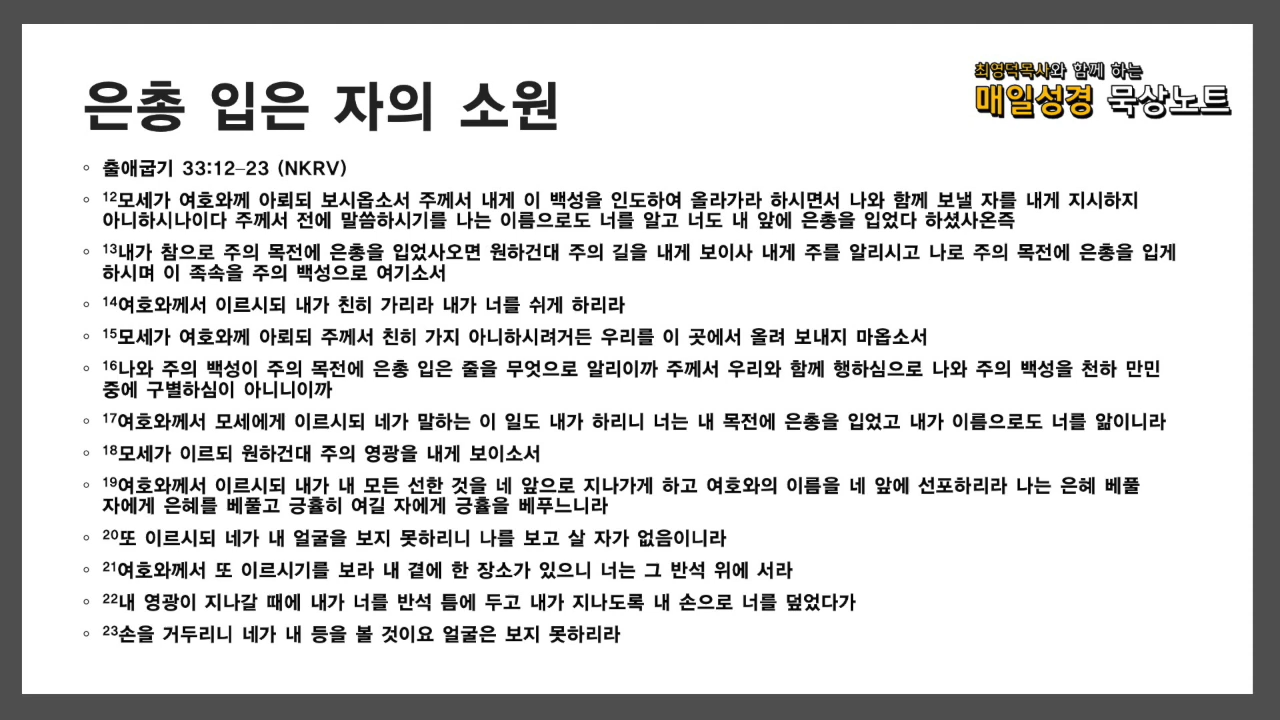 은총 입은 자의 소원
최영덕목사와 함께 하는
매일성경 묵상노트
◦ 출애굽기 33:12–23 (NKRV)
◦ ¹²모세가 여호와께 아뢰되 보시옵소서 주께서 내게 이 백성을 인도하여 올라가라 하시면서 나와 함께 보낼 자를 내게 지시하지
아니하시나이다 주께서 전에 말씀하시기를 나는 이름으로도 너를 알고 너도 내 앞에 은총을 입었다 하셨사온즉
◦ ¹³내가 참으로 주의 목전에 은총을 입었사오면 원하건대 주의 길을 내게 보이사 내게 주를 알리시고 나로 주의 목전에 은총을 입게
하시며 이 족속을 주의 백성으로 여기소서
◦ ¹⁴여호와께서 이르시되 내가 친히 가리라 내가 너를 쉬게 하리라
◦ ¹⁵모세가 여호와께 아뢰되 주께서 친히 가지 아니하시려거든 우리를 이 곳에서 올려 보내지 마옵소서
◦ ¹⁶나와 주의 백성이 주의 목전에 은총 입은 줄을 무엇으로 알리이까 주께서 우리와 함께 행하심으로 나와 주의 백성을 천하 만민
중에 구별하심이 아니니이까
◦ ¹⁷여호와께서 모세에게 이르시되 네가 말하는 이 일도 내가 하리니 너는 내 목전에 은총을 입었고 내가 이름으로도 너를 앎이니라
◦ ¹⁸모세가 이르되 원하건대 주의 영광을 내게 보이소서
◦ ¹⁹여호와께서 이르시되 내가 내 모든 선한 것을 네 앞으로 지나가게 하고 여호와의 이름을 네 앞에 선포하리라 나는 은혜 베풀
자에게 은혜를 베풀고 긍휼히 여길 자에게 긍휼을 베푸느니라
◦ ²⁰또 이르시되 네가 내 얼굴을 보지 못하리니 나를 보고 살 자가 없음이니라
◦ ²¹여호와께서 또 이르시기를 보라 내 곁에 한 장소가 있으니 너는 그 반석 위에 서라
◦ ²²내 영광이 지나갈 때에 내가 너를 반석 틈에 두고 내가 지나도록 내 손으로 너를 덮었다가
◦ ²³손을 거두리니 네가 내 등을 볼 것이요 얼굴은 보지 못하리라